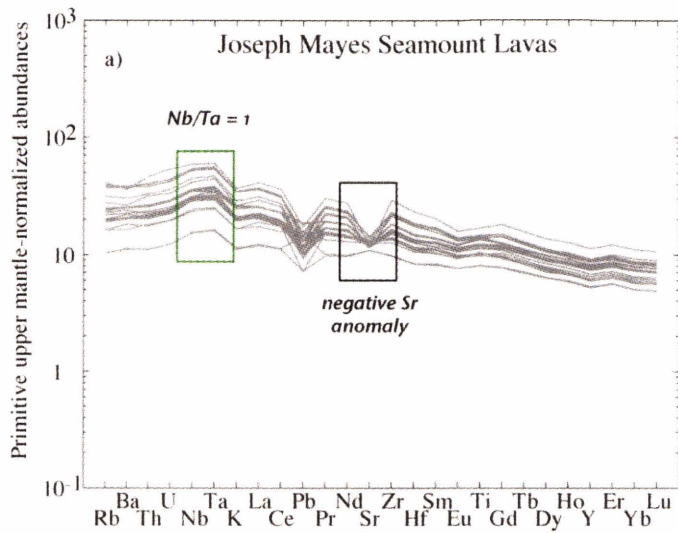 10³
Joseph Mayes Seamount Lavas
a)
Nb/Ta = 1
10²
10
negative Sr
anomaly
1
10⁻¹
Primitive upper mantle-normalized abundances
Ba U Ta La Pb Nd Zr Sm Ti Tb Ho Er Lu
Rb Th Nb K Ce Pr Sr Hf Eu Gd Dy Y Yb